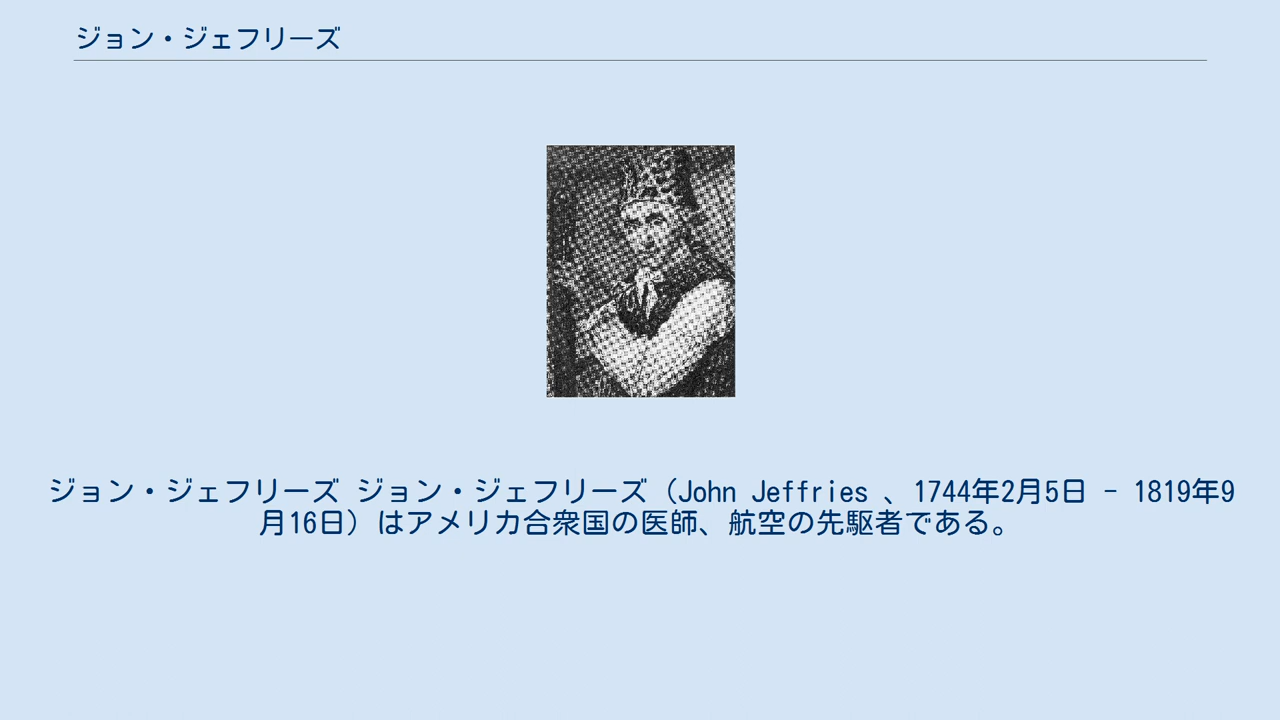 ジョン・ジェフリーズ
ジョン・ジェフリーズ ジョン・ジェフリーズ（John Jeffries 、1744年2月5日 - 1819年9
月16日）はアメリカ合衆国の医師、航空の先駆者である。